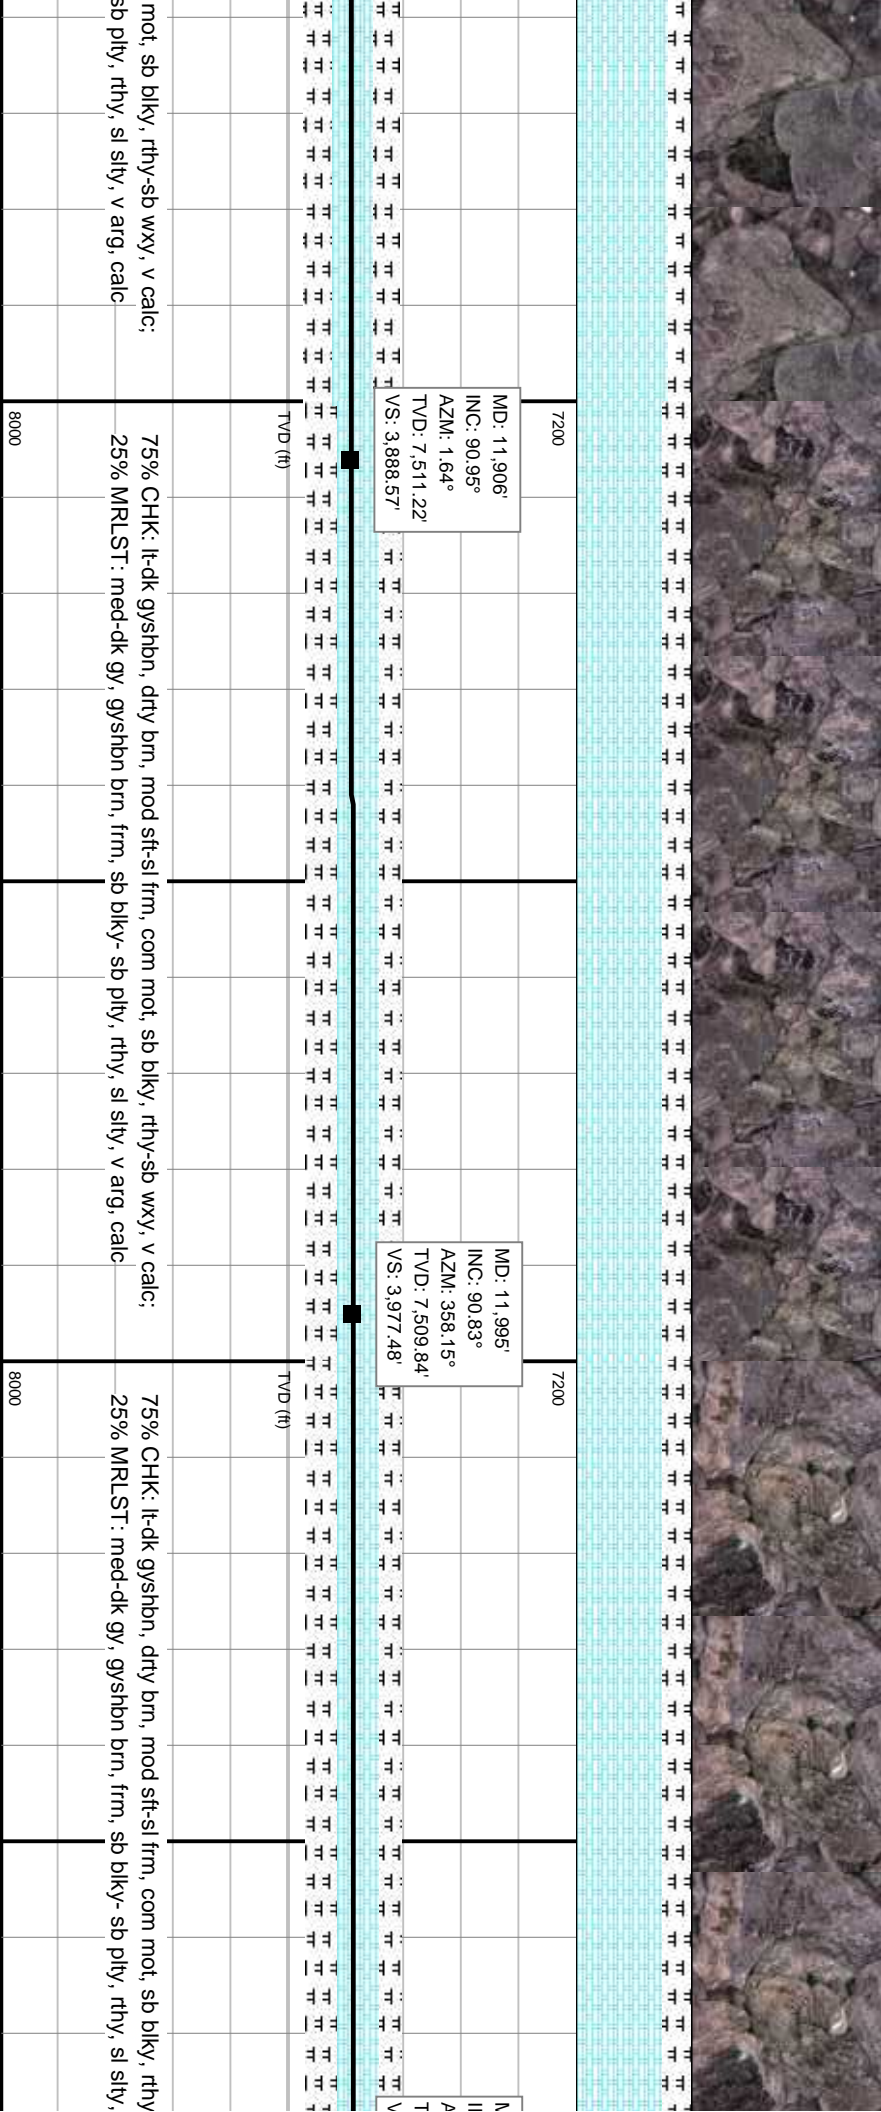 mot, sb blky, rthy-sb wxy, v calc;
sb plty, rthy, sl slty, v arg, calc
7200
MD: 11,906'
INC: 90.95°
AZM: 1.64°
TVD: 7,511.22'
VS: 3,888.57'
TVD (ft)
8000
75% CHK: lt-dk gyshbn, drty brn, mod sft-sl frm, com mot, sb blky, rthy-sb wxy, v calc;
25% MRLST: med-dk gy, gyshbn brn, frm, sb blky- sb plty, rthy, sl slty, v arg, calc
MD: 11,995'
INC: 90.83°
AZM: 358.15°
TVD: 7,509.84'
VS: 3,977.48'
7200
TVD (ft)
8000
75% CHK: lt-dk gyshbn, drty brn, mod sft-sl frm, com mot, sb blky, rthy
25% MRLST: med-dk gy, gyshbn brn, frm, sb blky- sb plty, rthy, sl slty,